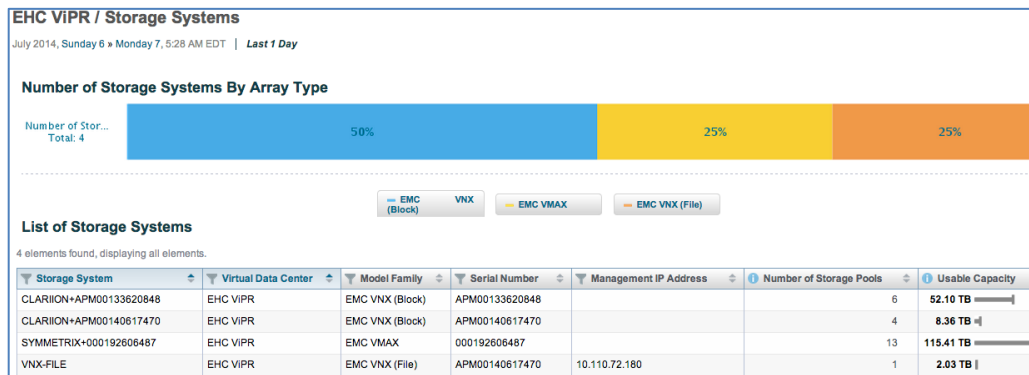 EHC ViPR / Storage Systems
July 2014, Sunday 6 » Monday 7, 5:28 AM EDT | Last 1 Day
Number of Storage Systems By Array Type
Number of Stor...
Total: 4
50% 25% 25%
EMC VNX
(Block)
EMC VMAX
EMC VNX (File)
List of Storage Systems
4 elements found, displaying all elements.
Storage System Virtual Data Center Model Family Serial Number Management IP Address Number of Storage Pools Usable Capacity
CLARIION+APM00133620848 EHC ViPR EMC VNX (Block) APM00133620848 6 52.10 TB
CLARIION+APM00140617470 EHC ViPR EMC VNX (Block) APM00140617470 4 8.36 TB
SYMMETRIX+000192606487 EHC ViPR EMC VMAX 000192606487 13 115.41 TB
VNX-FILE EHC ViPR EMC VNX (File) APM00140617470 10.110.72.180 1 2.03 TB